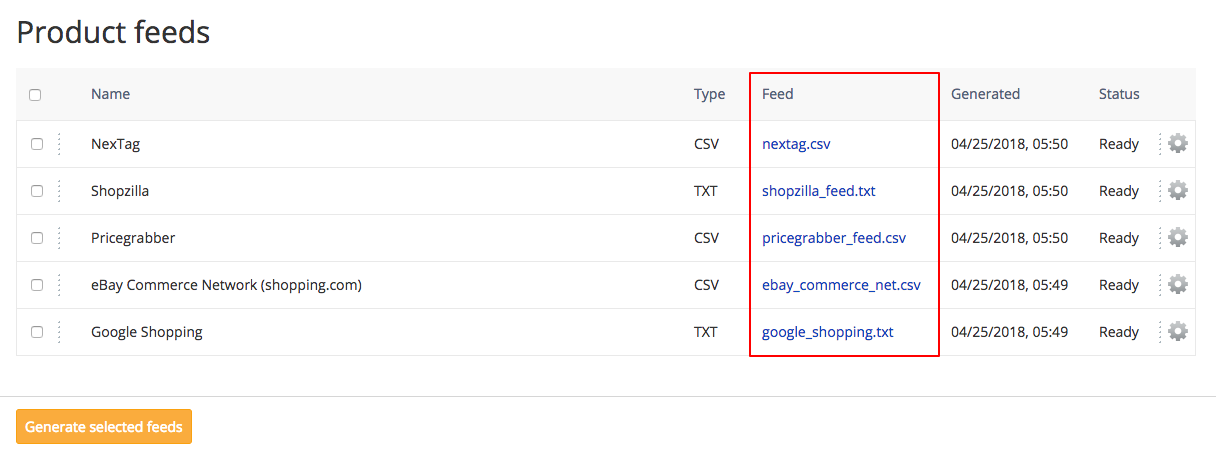 Product feeds
Name Type Feed Generated Status
NexTag CSV nextag.csv 04/25/2018, 05:50 Ready
Shopzilla TXT shopzilla_feed.txt 04/25/2018, 05:50 Ready
Pricegrabber CSV pricegrabber_feed.csv 04/25/2018, 05:50 Ready
eBay Commerce Network (shopping.com) CSV ebay_commerce_net.csv 04/25/2018, 05:49 Ready
Google Shopping TXT google_shopping.txt 04/25/2018, 05:49 Ready
Generate selected feeds